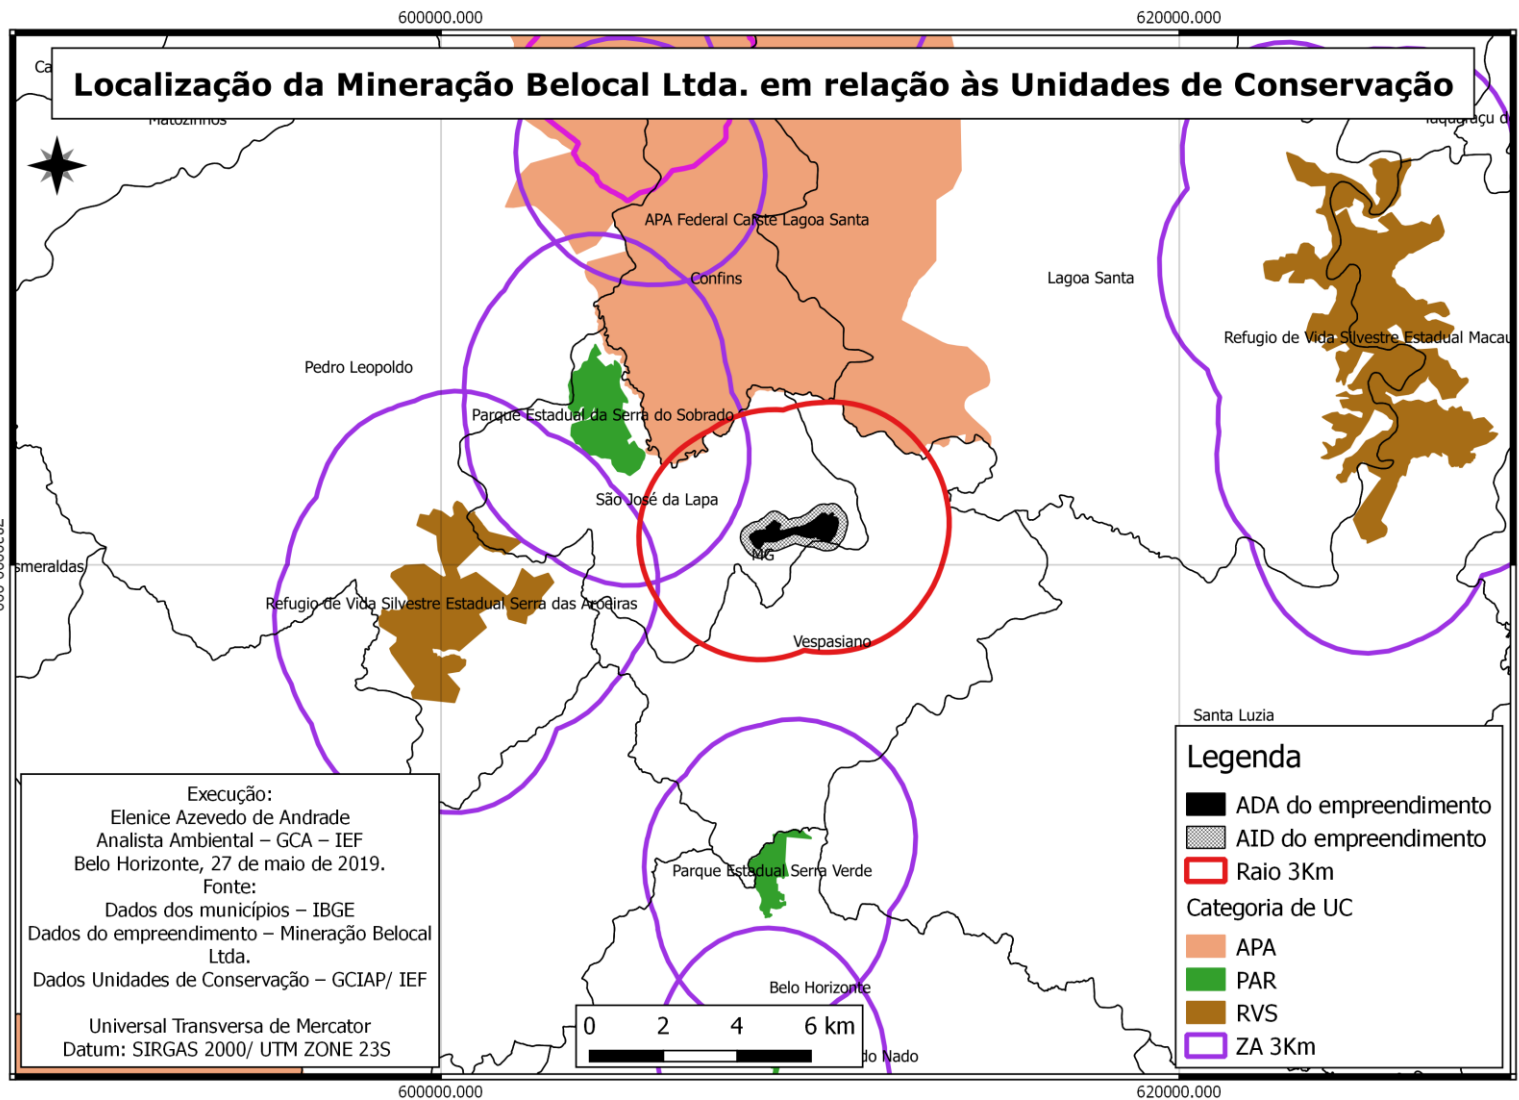 600000.000
620000.000
Ca
Localização da Mineração Belocal Ltda. em relação às Unidades de Conservação
Matozinhos
APA Federal Carste Lagoa Santa
Confins
Lagoa Santa
Refugio de Vida Silvestre Estadual Macau
Pedro Leopoldo
Parque Estadual da Serra do Sobrado
São José da Lapa
MG
smeraldas
Refugio de Vida Silvestre Estadual Serra das Aroeiras
Vespasiano
Santa Luzia
Parque Estadual Serra Verde
Belo Horizonte
do Nado
Execução:
Elenice Azevedo de Andrade
Analista Ambiental – GCA – IEF
Belo Horizonte, 27 de maio de 2019.
Fonte:
Dados dos municípios – IBGE
Dados do empreendimento – Mineração Belocal
Ltda.
Dados Unidades de Conservação – GCIAP/ IEF
Universal Transversa de Mercator
Datum: SIRGAS 2000/ UTM ZONE 23S
0 2 4 6 km
Legenda
ADA do empreendimento
AID do empreendimento
Raio 3Km
Categoria de UC
APA
PAR
RVS
ZA 3Km
600000.000
620000.000